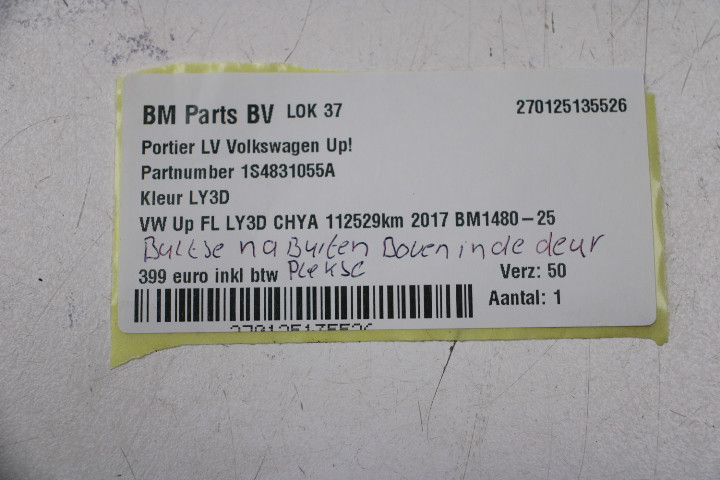 BM Parts BV LOK 37 270125135526
Portier LV Volkswagen Up!
Partnumber 1S4831055A
Kleur LY3D
VW Up FL LY3D CHYA 112529km 2017 BM1480-25
Bultse na Buiten Boven in de deur
399 euro inkl btw Plekse Verz: 50
Aantal: 1
270125135526